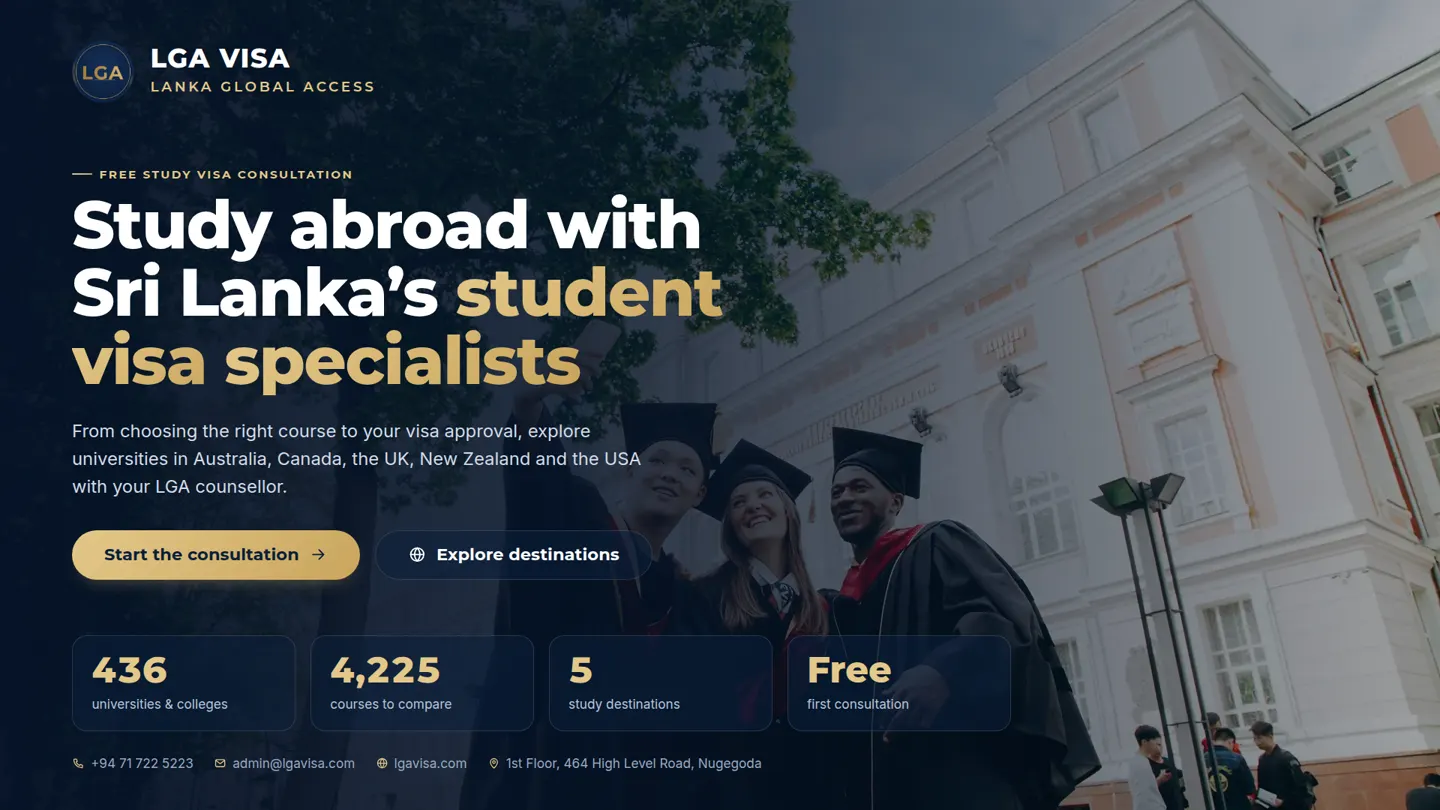 LGA
LGA VISA
LANKA GLOBAL ACCESS
FREE STUDY VISA CONSULTATION
Study abroad with
Sri Lanka’s student
visa specialists
From choosing the right course to your visa approval, explore
universities in Australia, Canada, the UK, New Zealand and the USA
with your LGA counsellor.
Start the consultation →
Explore destinations
436
universities & colleges
4,225
courses to compare
5
study destinations
Free
first consultation
+94 71 722 5223
admin@lgavisa.com
lgavisa.com
1st Floor, 464 High Level Road, Nugegoda